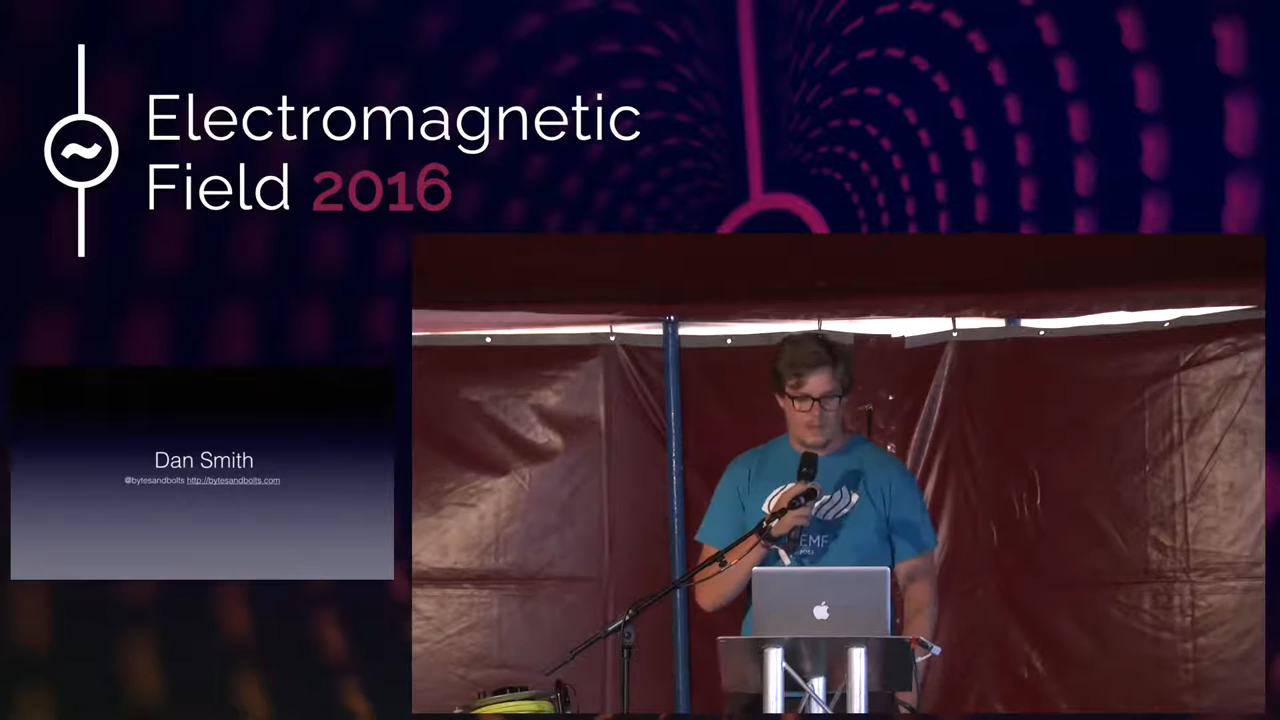 Electromagnetic
Field 2016
Dan Smith
@bytesandbolts http://bytesandbolts.com
EMF